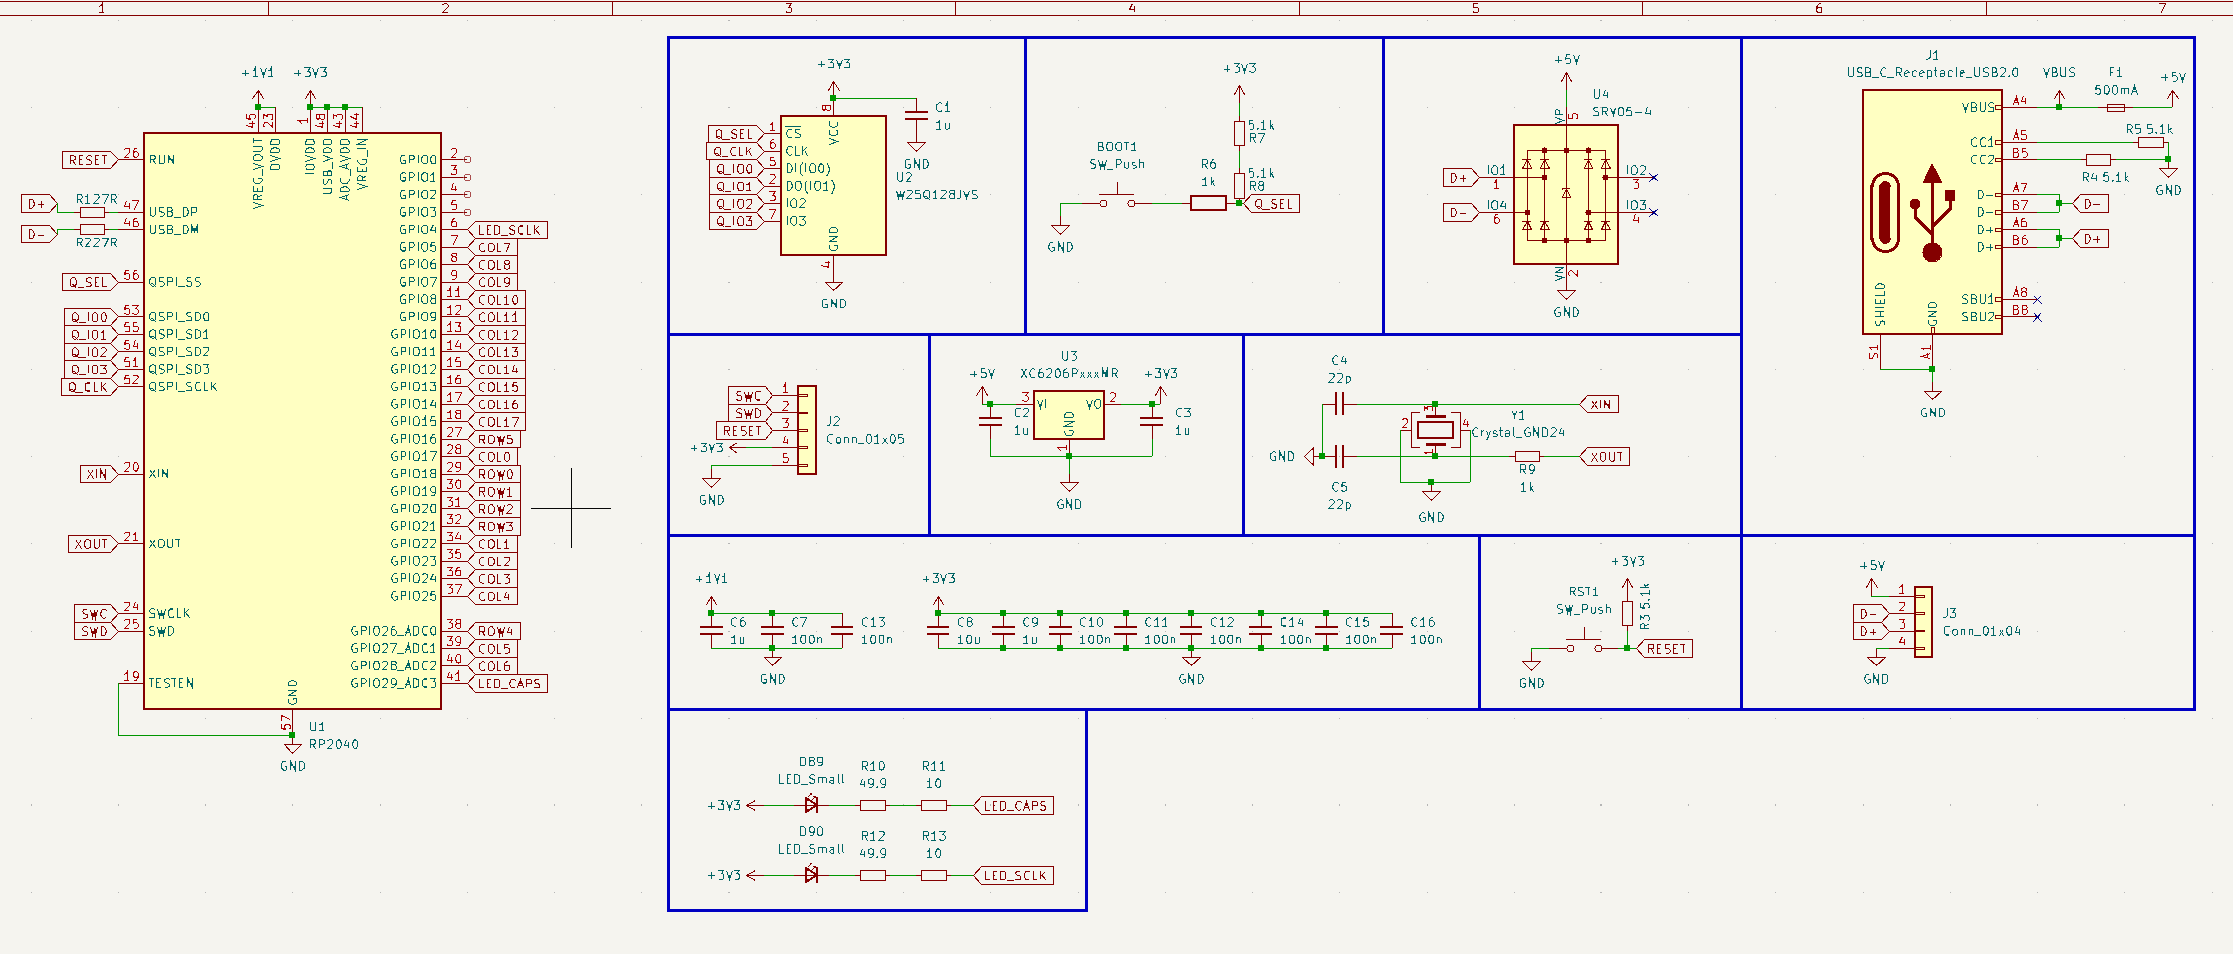 1 2 3 4 5 6 7
+1V1 +3V3
45 23 1 48 43 44
VREG_VOUT DVDD IOVDD USB_VDD ADC_AVDD VREG_IN
RESET 26 RUN
D+ R1 27R 47 USB_DP
D- R2 27R 46 USB_DM
Q_SEL 56 QSPI_SS
Q_IO0 53 QSPI_SD0
Q_IO1 55 QSPI_SD1
Q_IO2 54 QSPI_SD2
Q_IO3 51 QSPI_SD3
Q_CLK 52 QSPI_SCLK
XIN 20 XIN
XOUT 21 XOUT
SWC 24 SWCLK
SWD 25 SWD
19 TESTEN
GPIO0 2
GPIO1 3
GPIO2 4
GPIO3 5
GPIO4 6 LED_SCLK
GPIO5 7 COL7
GPIO6 8 COL8
GPIO7 9 COL9
GPIO8 11 COL10
GPIO9 12 COL11
GPIO10 13 COL12
GPIO11 14 COL13
GPIO12 15 COL14
GPIO13 16 COL15
GPIO14 17 COL16
GPIO15 18 COL17
GPIO16 27 ROW5
GPIO17 28 COL0
GPIO18 29 ROW0
GPIO19 30 ROW1
GPIO20 31 ROW2
GPIO21 32 ROW3
GPIO22 34 COL1
GPIO23 35 COL2
GPIO24 36 COL3
GPIO25 37 COL4
GPIO26_ADC0 38 ROW4
GPIO27_ADC1 39 COL5
GPIO28_ADC2 40 COL6
GPIO29_ADC3 41 LED_CAPS
GND
57
U1
RP2040
GND
+3V3
8
VCC
C1
1u
GND
Q_SEL 1 CS
Q_CLK 6 CLK
Q_IO0 5 DI(IO0)
Q_IO1 2 DO(IO1)
Q_IO2 3 IO2
Q_IO3 7 IO3
U2
W25Q128JVS
GND
4
GND
+3V3
5.1k
R7
5.1k
R8
BOOT1
SW_Push
R6
1k
Q_SEL
GND
+5V
U4
SRV05-4
VP 5
D+ IO1 1
D- IO4 6
IO2 3
IO3 4
VN 2
GND
J1
USB_C_Receptacle_USB2.0
VBUS
F1
500mA
+5V
VBUS A4
CC1 A5
R5 5.1k
CC2 B5
R4 5.1k
GND
D- A7
D- B7
D-
D+ A6
D+ B6
D+
SBU1 A8
SBU2 B8
SHIELD GND
S1 A1
GND
SWC 1
SWD 2
RESET 3
+3V3 4
5
J2
Conn_01x05
GND
U3
XC6206PxxxMR
+5V +3V3
3 VI VO 2
GND
1
C2
1u
C3
1u
GND
C4
22p
XIN
3
2 4
1
Y1
Crystal_GND24
GND
C5
22p
R9
1k
XOUT
GND
+1V1
C6
1u
C7
100n
C13
100n
GND
+3V3
C8
10u
C9
1u
C10
100n
C11
100n
C12
100n
C14
100n
C15
100n
C16
100n
GND
+3V3
RST1
SW_Push
R3 5.1k
RESET
GND
+5V
1
D- 2
D+ 3
4
J3
Conn_01x04
GND
D89
LED_Small
R10
49.9
R11
10
+3V3 LED_CAPS
D90
LED_Small
R12
49.9
R13
10
+3V3 LED_SCLK